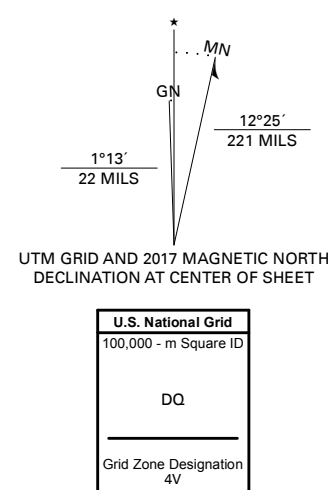 ★
MN
GN
12°25´
221 MILS
1°13´
22 MILS
UTM GRID AND 2017 MAGNETIC NORTH
DECLINATION AT CENTER OF SHEET
U.S. National Grid
100,000 - m Square ID
DQ
Grid Zone Designation
4V